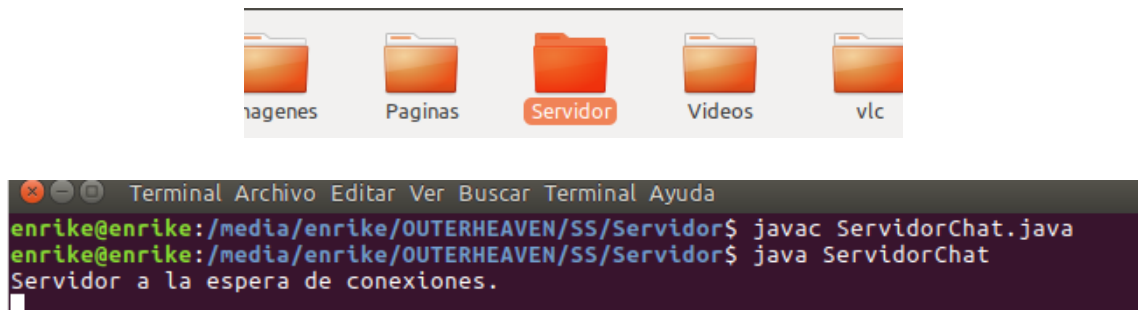 nagenes Paginas Servidor Videos vlc
Terminal Archivo Editar Ver Buscar Terminal Ayuda
enrike@enrike:/media/enrike/OUTERHEAVEN/SS/Servidor$ javac ServidorChat.java
enrike@enrike:/media/enrike/OUTERHEAVEN/SS/Servidor$ java ServidorChat
Servidor a la espera de conexiones.